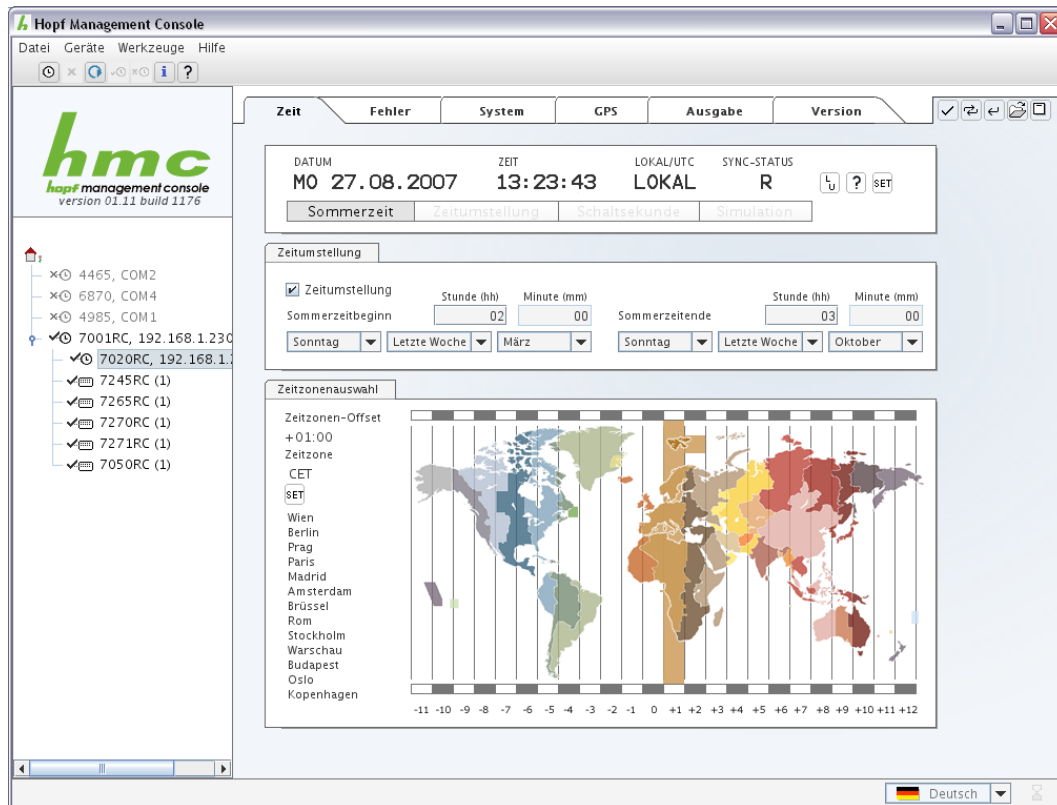 Hopf Management Console
Datei Geräte Werkzeuge Hilfe
hmc
hopf management console
version 01.11 build 1176
4465, COM2
6870, COM4
4985, COM1
7001RC, 192.168.1.230
7020RC, 192.168.1.
7245RC (1)
7265RC (1)
7270RC (1)
7271RC (1)
7050RC (1)
Zeit Fehler System GPS Ausgabe Version
DATUM ZEIT LOKAL/UTC SYNC-STATUS
MO 27.08.2007 13:23:43 LOKAL R L U ? SET
Sommerzeit Zeitumstellung Schaltsekunde Simulation
Zeitumstellung
Zeitumstellung
Stunde (hh) Minute (mm) Stunde (hh) Minute (mm)
Sommerzeitbeginn 02 00 Sommerzeitende 03 00
Sonntag Letzte Woche März Sonntag Letzte Woche Oktober
Zeitzonenauswahl
Zeitzonen-Offset
+01:00
Zeitzone
CET
SET
Wien
Berlin
Prag
Paris
Madrid
Amsterdam
Brüssel
Rom
Stockholm
Warschau
Budapest
Oslo
Kopenhagen
-11 -10 -9 -8 -7 -6 -5 -4 -3 -2 -1 0 +1 +2 +3 +4 +5 +6 +7 +8 +9 +10 +11 +12
Deutsch